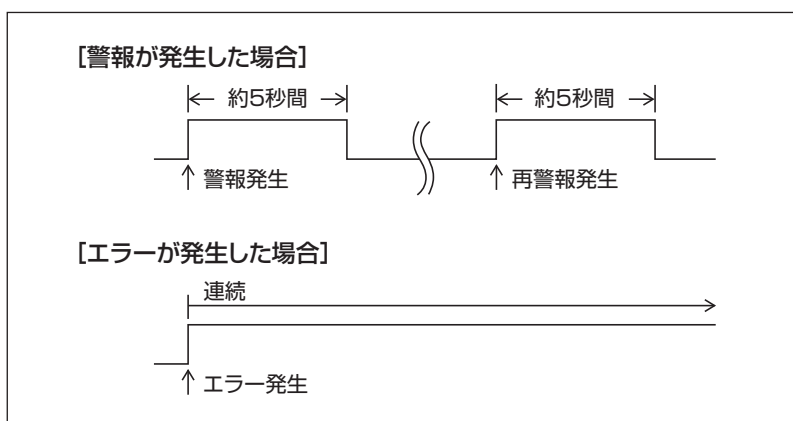 [警報が発生した場合]
約5秒間 約5秒間
警報発生 再警報発生
[エラーが発生した場合]
連続
エラー発生